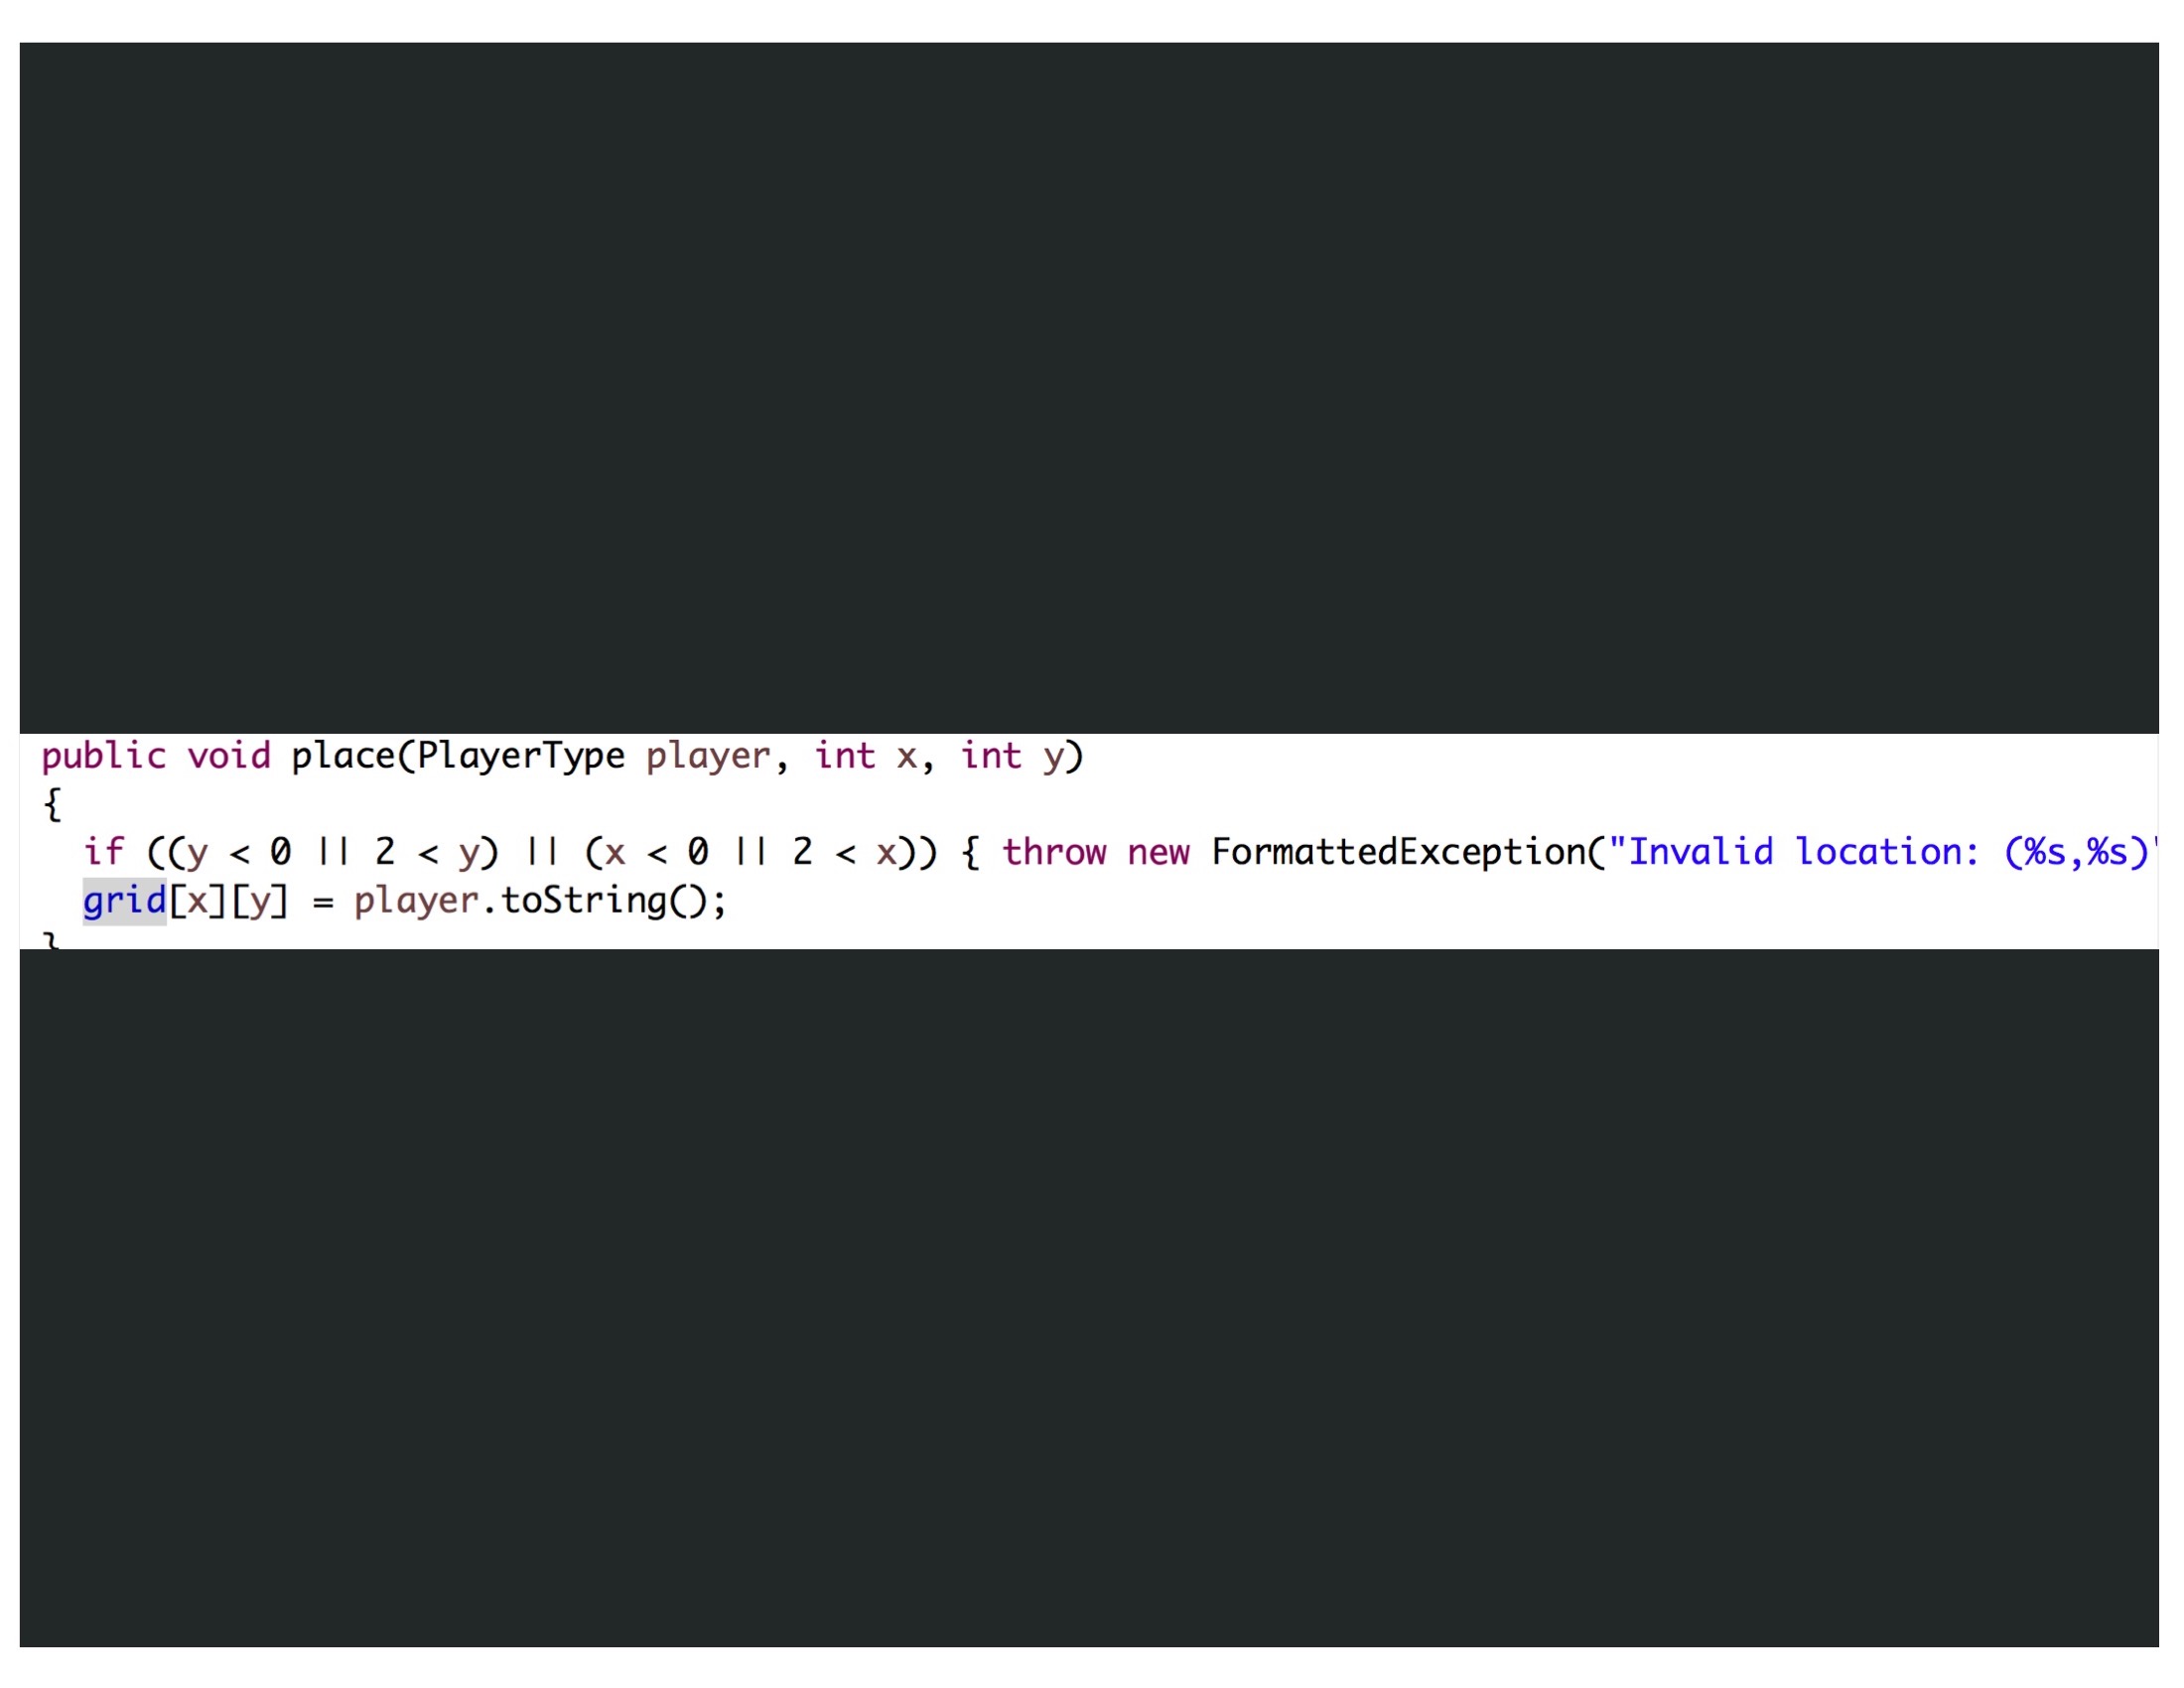 public void place(PlayerType player, int x, int y)
{
if ((y < 0 || 2 < y) || (x < 0 || 2 < x)) { throw new FormattedException("Invalid location: (%s,%s)"
grid[x][y] = player.toString();
}